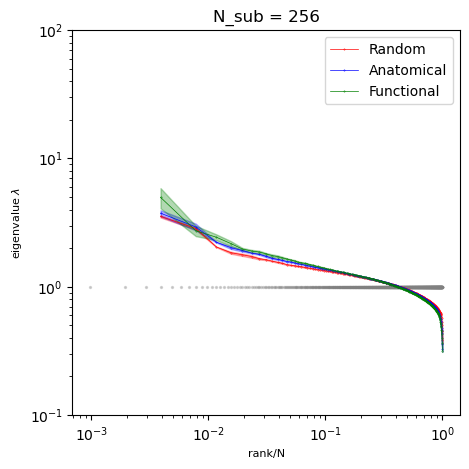 N_sub = 256
Random
Anatomical
Functional
eigenvalue λ
10²
10¹
10⁰
10⁻¹
10⁻³
10⁻²
10⁻¹
10⁰
rank/N